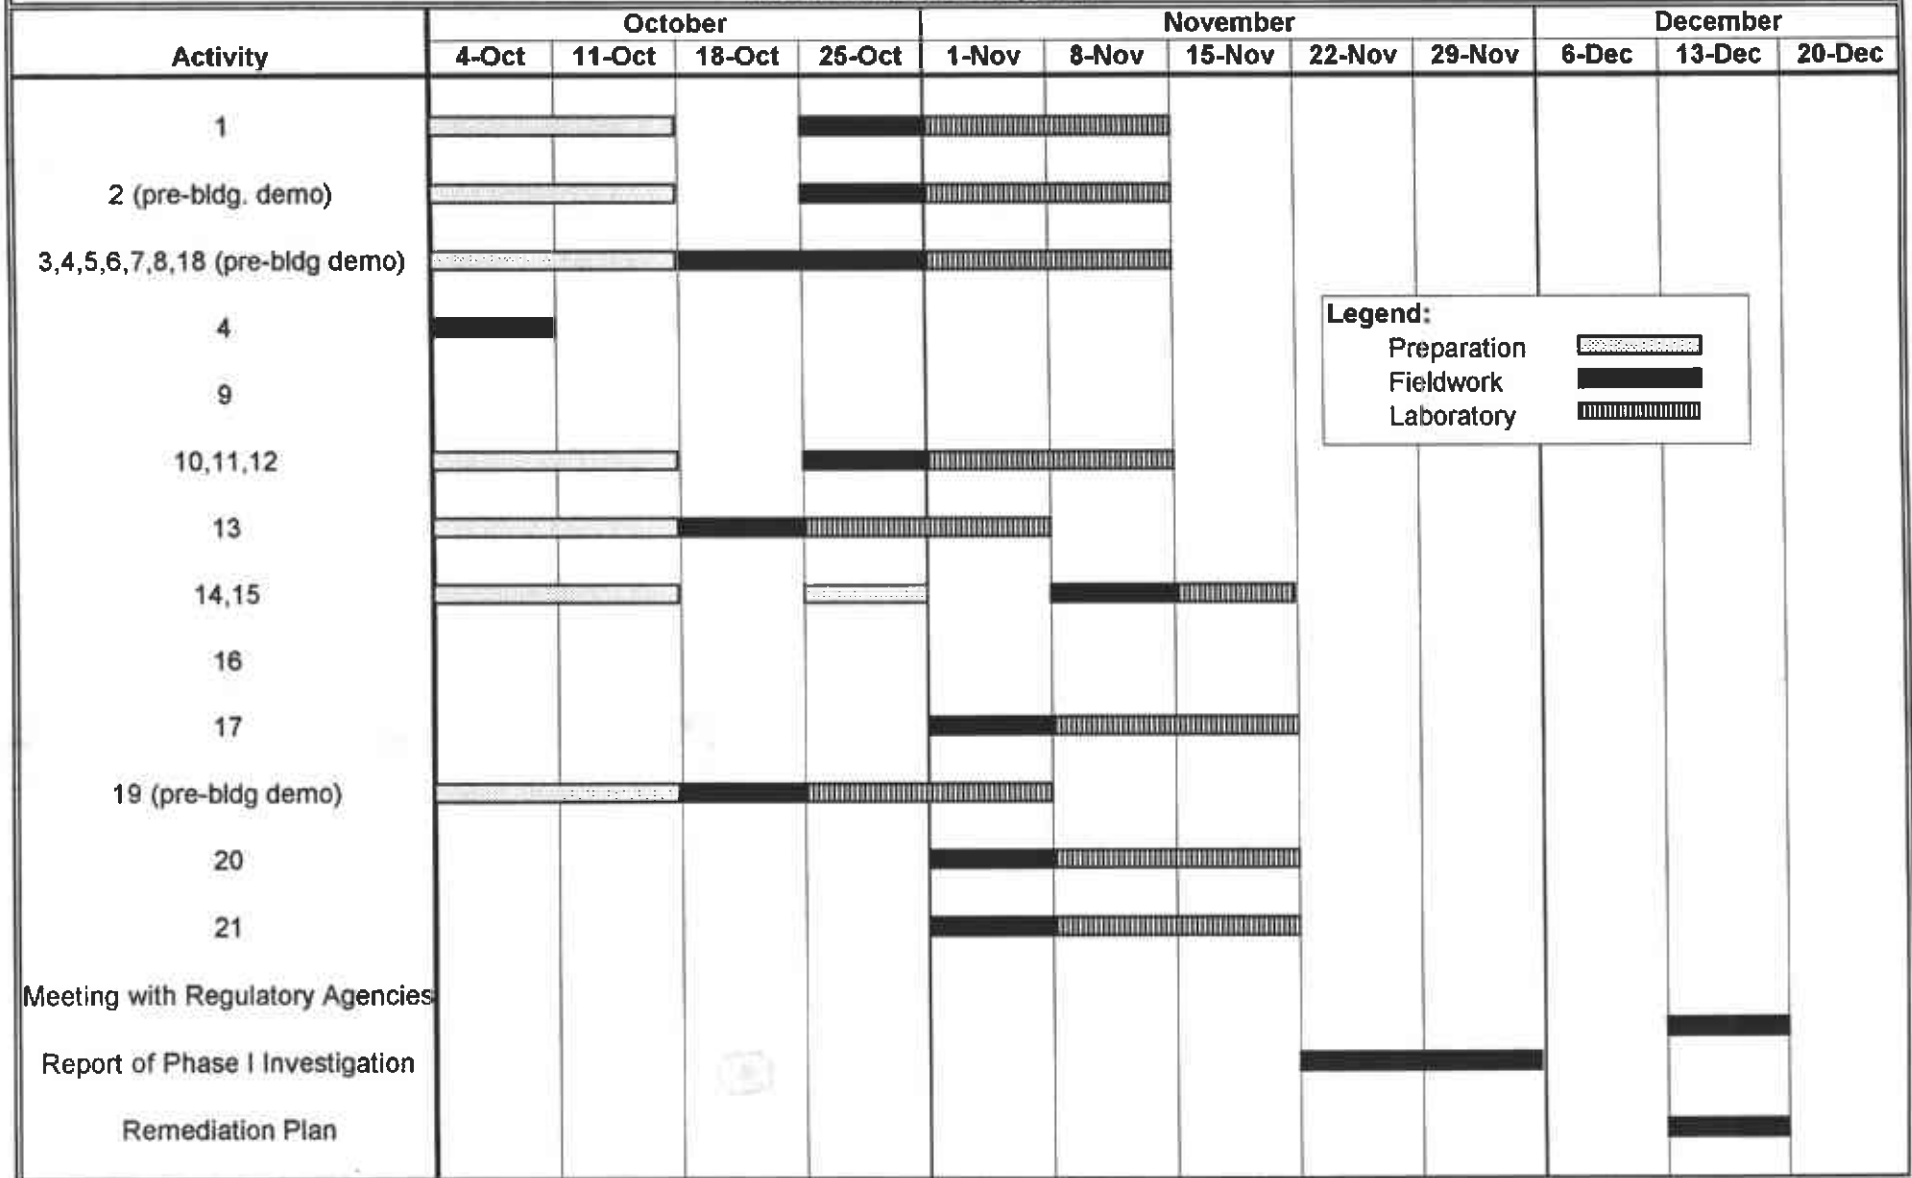 October November December
Activity 4-Oct 11-Oct 18-Oct 25-Oct 1-Nov 8-Nov 15-Nov 22-Nov 29-Nov 6-Dec 13-Dec 20-Dec
1
2 (pre-bldg. demo)
3,4,5,6,7,8,18 (pre-bldg demo)
4
Legend:
Preparation
Fieldwork
Laboratory
9
10,11,12
13
14,15
16
17
19 (pre-bldg demo)
20
21
Meeting with Regulatory Agencies
Report of Phase I Investigation
Remediation Plan